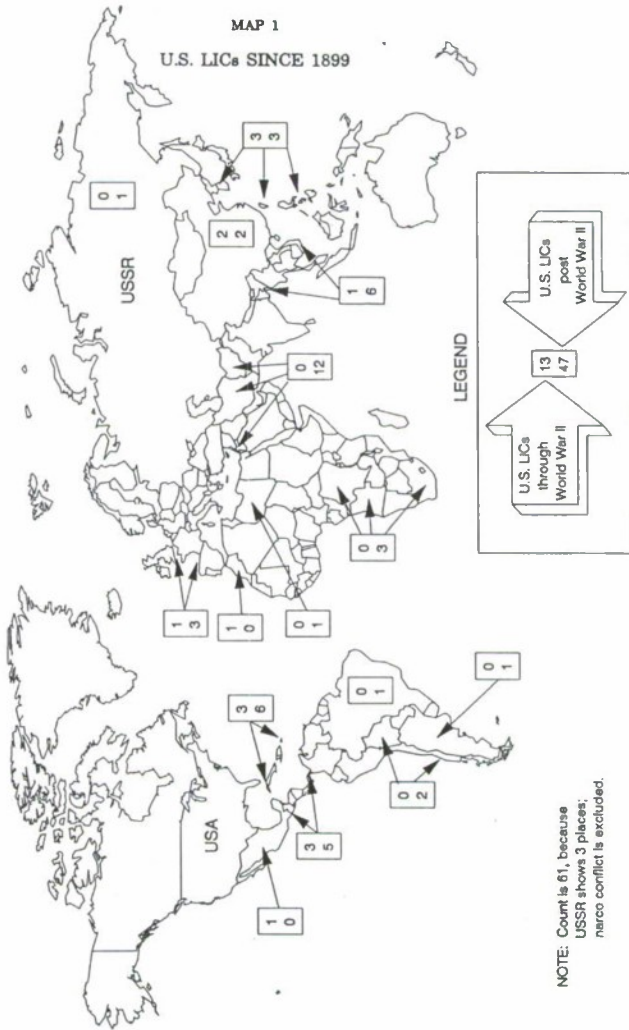 MAP 1
U.S. LICs SINCE 1899
USSR
0
1
2
2
3
3
1
6
0
12
1
3
1
0
0
1
0
3
USA
3
6
1
0
3
5
0
1
0
2
0
1
LEGEND
U.S. LICs
through
World War II
13
47
U.S. LICs
post
World War II
NOTE: Count is 61, because
USSR shows 3 places;
narco conflict is excluded.